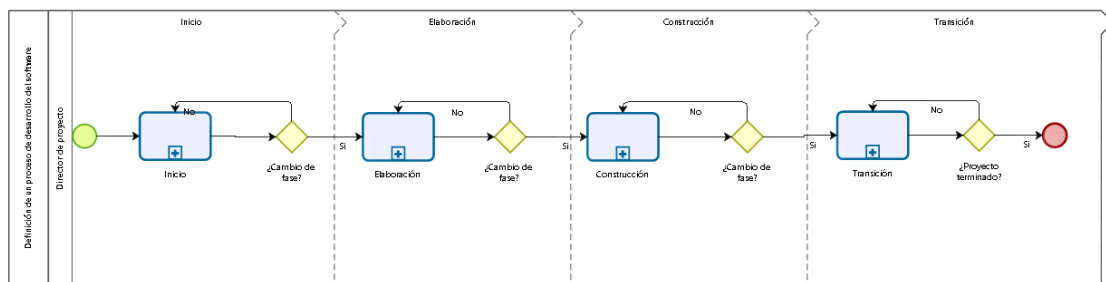 Definición de un proceso de desarrollo del software
Director de proyecto
Inicio
Elaboración
Construcción
Transición
No
Inicio
¿Cambio de
fase?
Si
No
Elaboración
¿Cambio de
fase?
Si
No
Construcción
¿Cambio de
fase?
Si
No
Transición
¿Proyecto
terminado?
Si